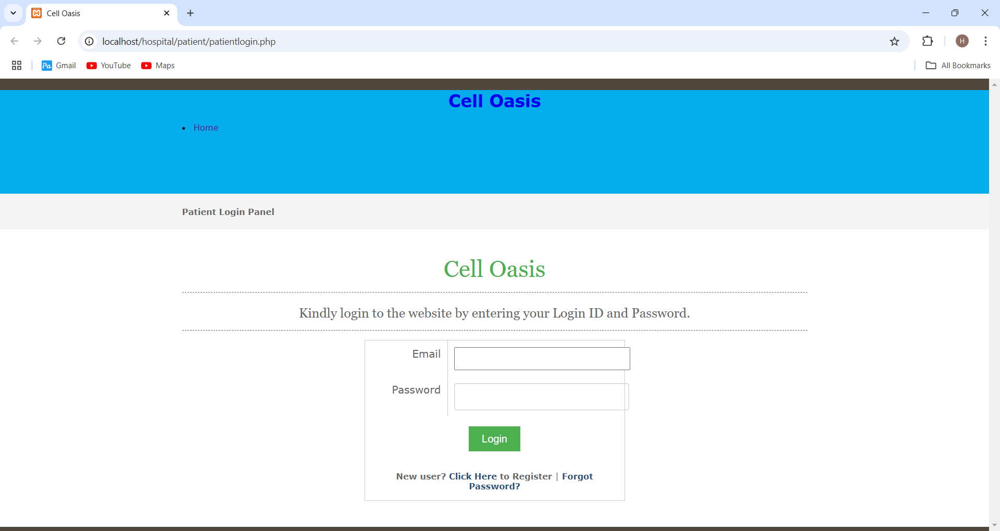 Cell Oasis
localhost/hospital/patient/patientlogin.php
H
Pa Gmail YouTube Maps All Bookmarks
Cell Oasis
Home
Patient Login Panel
Cell Oasis
Kindly login to the website by entering your Login ID and Password.
Email
Password
Login
New user? Click Here to Register | Forgot
Password?